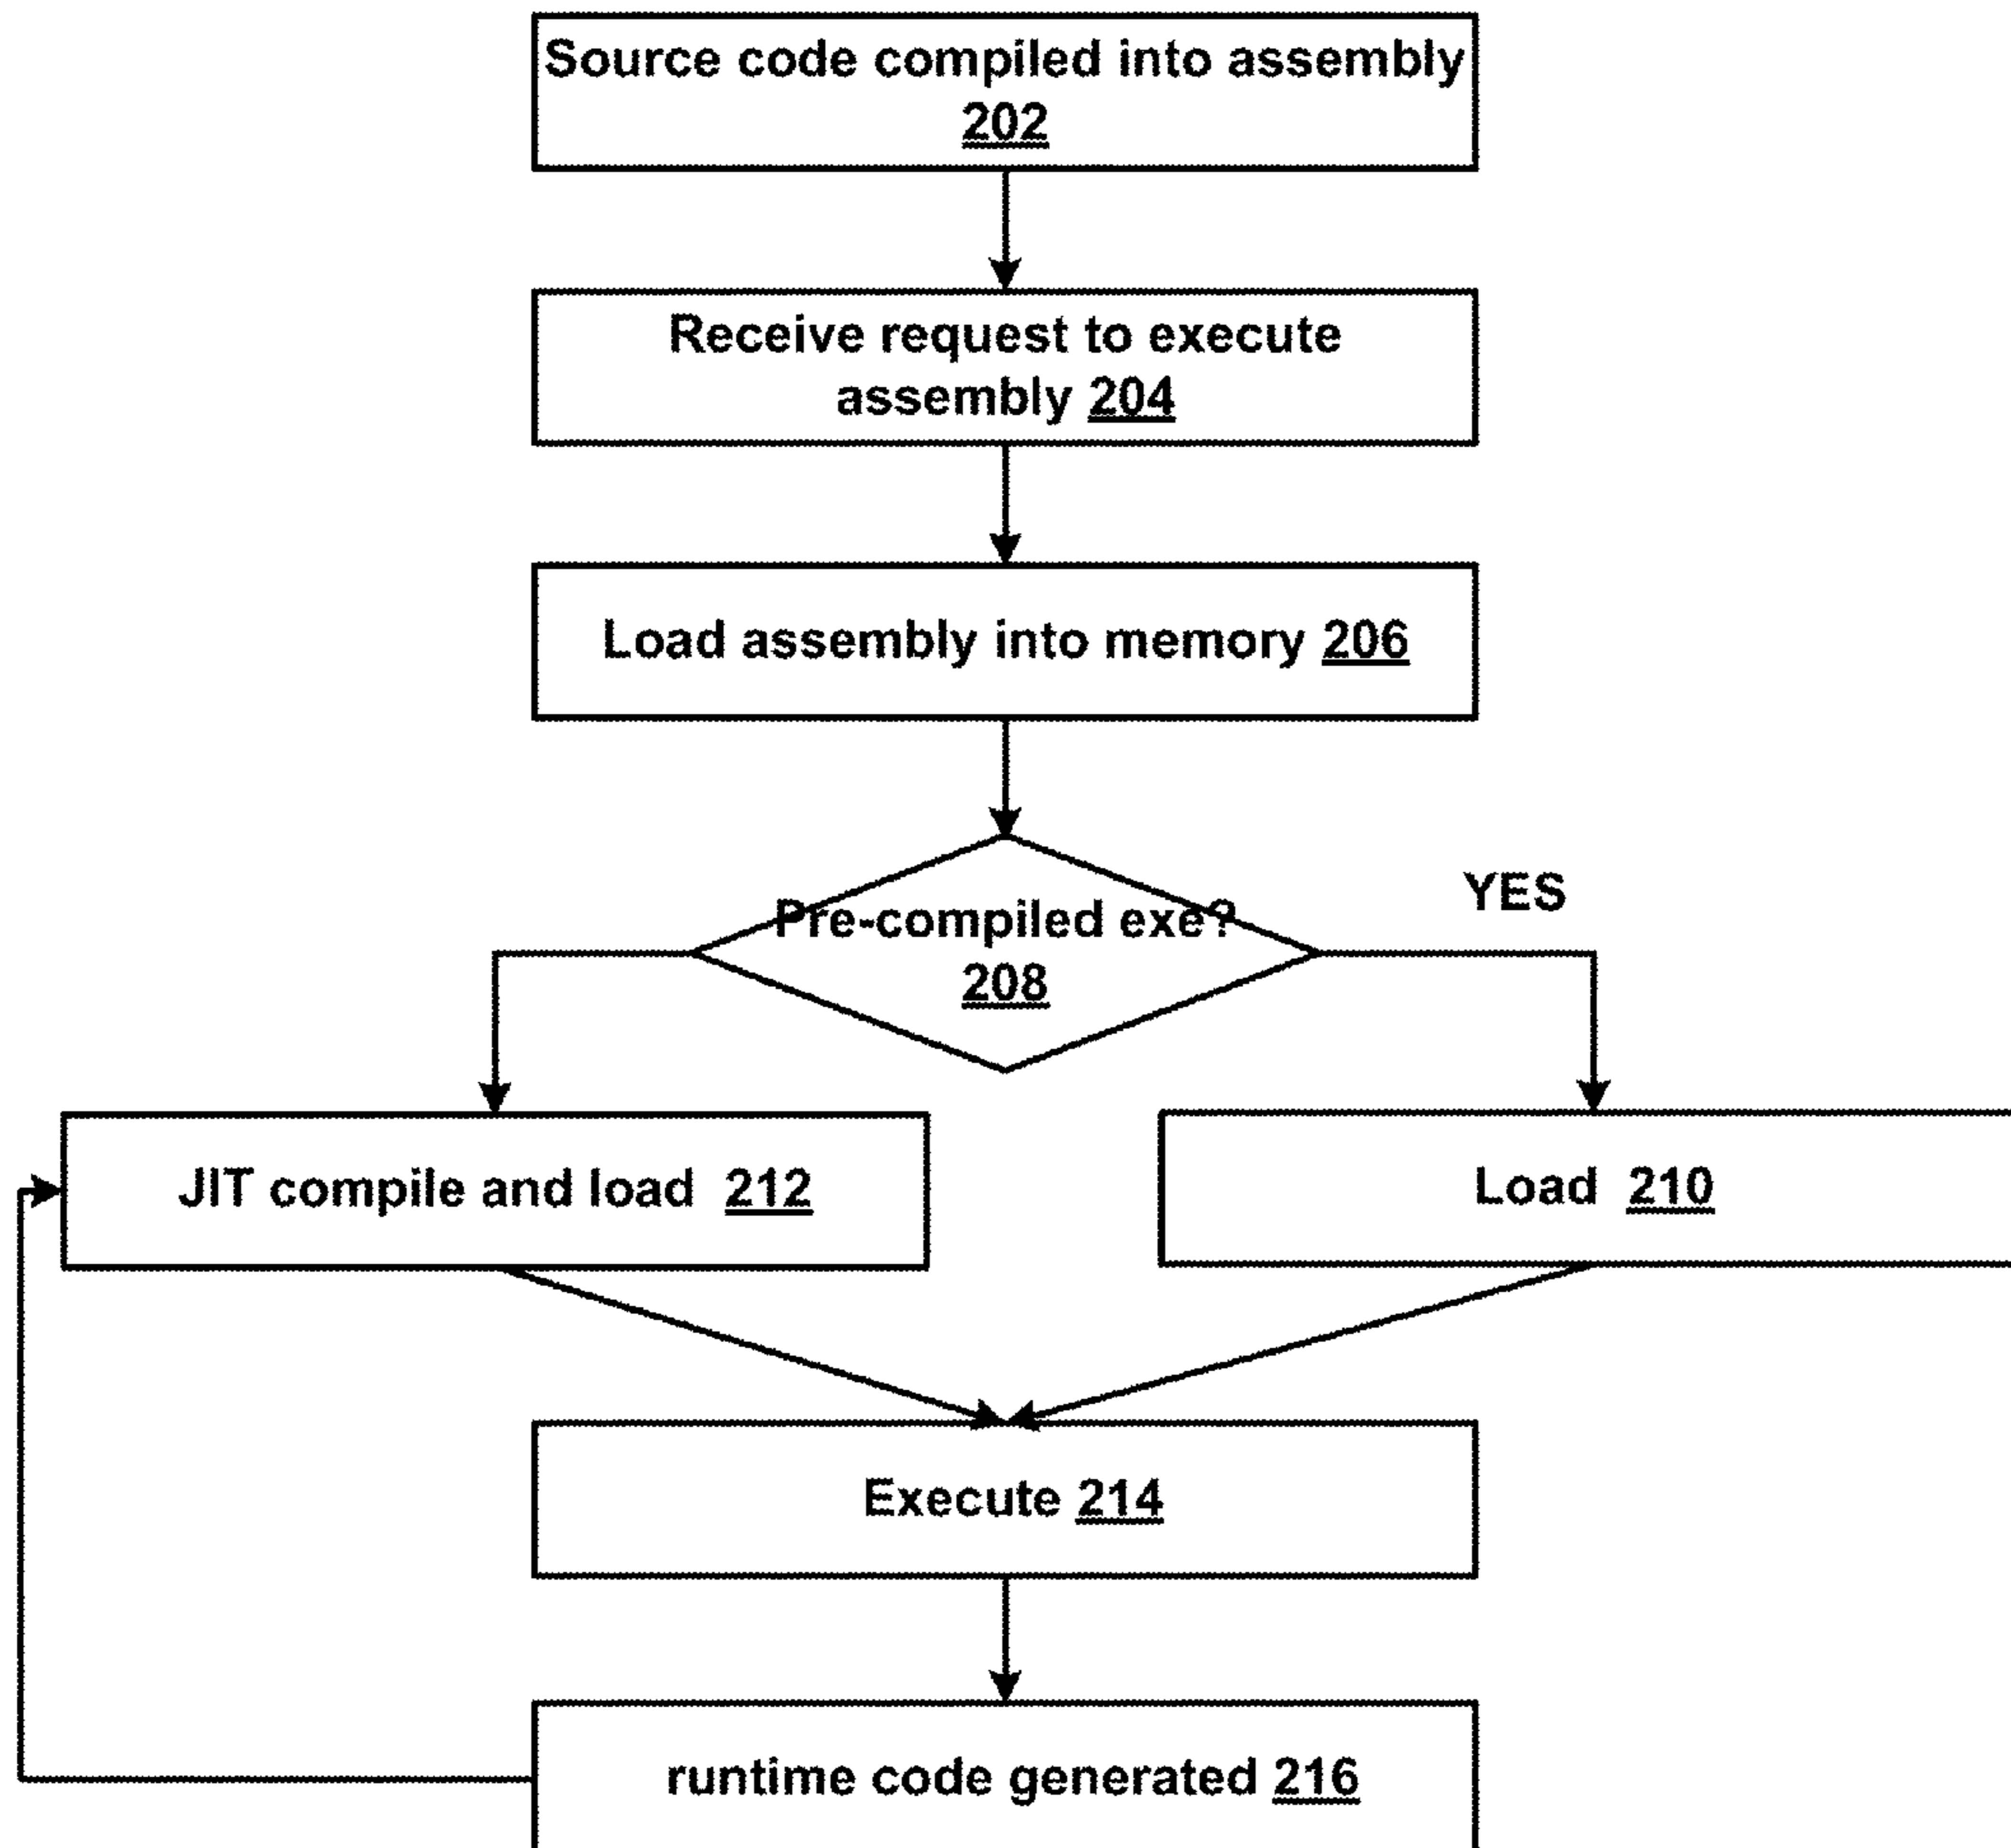 Source code compiled into assembly
202
Receive request to execute
assembly 204
Load assembly into memory 206
Pre-compiled exe?
208
YES
JIT compile and load 212
Load 210
Execute 214
runtime code generated 216